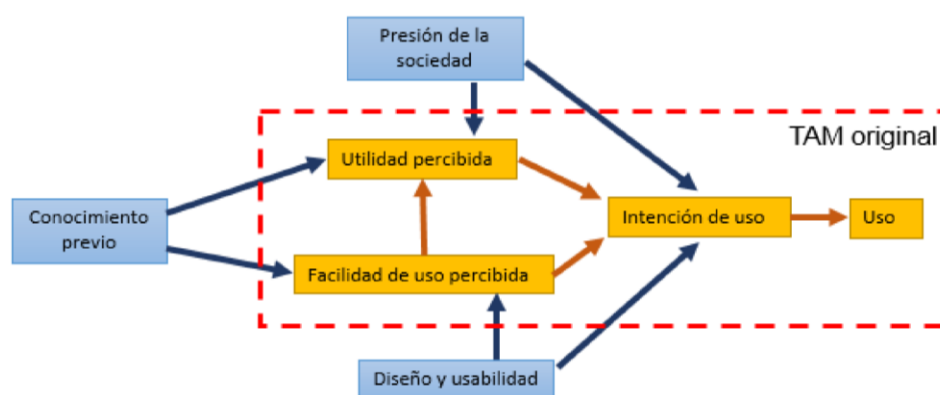 Presión de la
sociedad
TAM original
Utilidad percibida
Conocimiento
previo
Intención de uso
Uso
Facilidad de uso percibida
Diseño y usabilidad